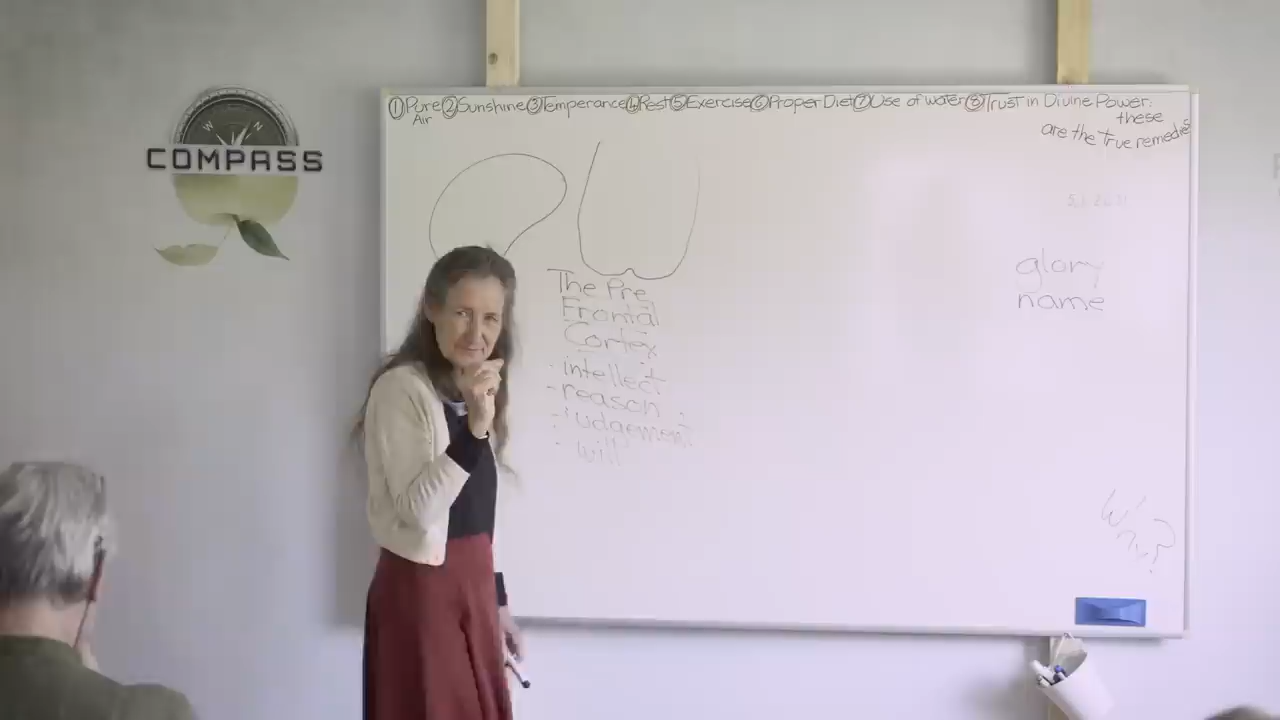 ①Pure ②Sunshine ③Temperance ④Rest ⑤Exercise ⑥Proper Diet ⑦Use of water ⑧Trust in Divine Power:
Air
these
are the true remedies
W N
COMPASS
glory
name
The Pre
Frontal
Cortex
· intellect
- reason
· judgement
· will
Why?